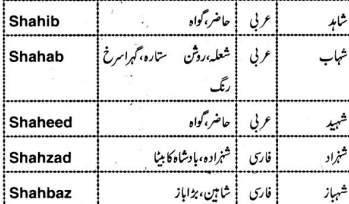 شاہد عربی حاضر،گواہ Shahib
شہاب عربی شعلہ،روشن ستارہ،گہراسرخ Shahab
رنگ
شہید عربی حاضر،گواہ Shaheed
شہزاد فارسی شہزادہ،بادشاہ کا بیٹا Shahzad
شہباز فارسی شاہین،بڑاباز Shahbaz